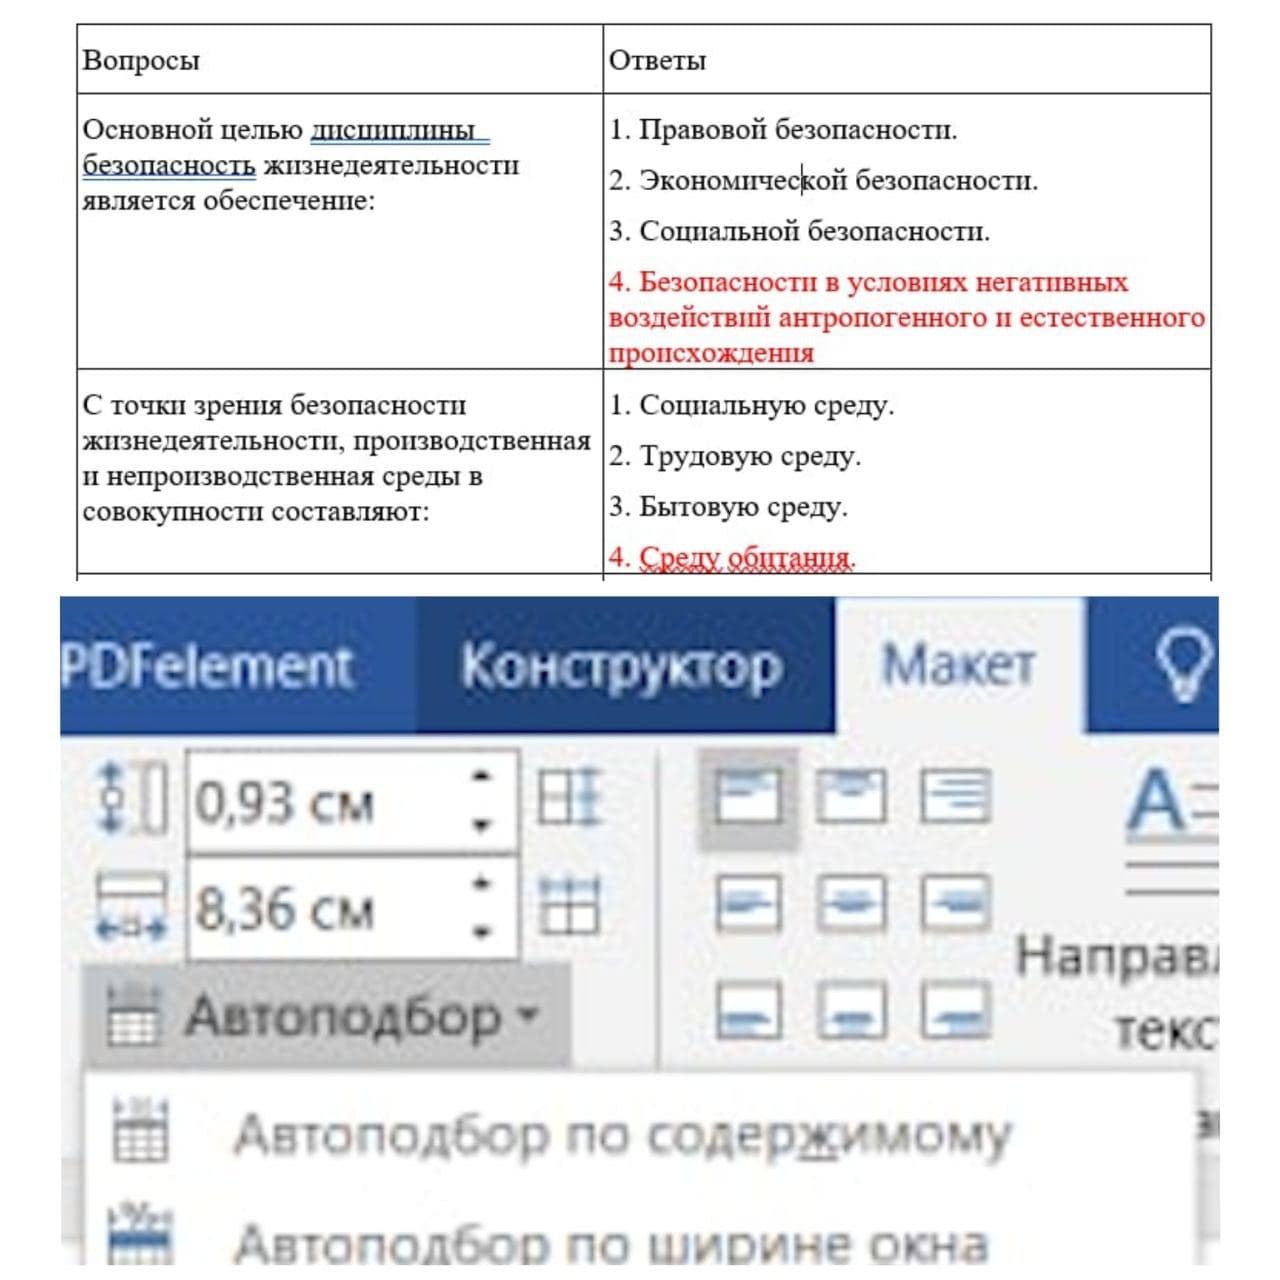 Вопросы
Ответы
Основной целью дисциплины
безопасность жизнедеятельности
является обеспечение:
1. Правовой безопасности.
2. Экономической безопасности.
3. Социальной безопасности.
4. Безопасности в условиях негативных
воздействий антропогенного и естественного
происхождения
С точки зрения безопасности
жизнедеятельности, производственная
и непроизводственная среды в
совокупности составляют:
1. Социальную среду.
2. Трудовую среду.
3. Бытовую среду.
4. Среду обитания.
PDFelement
Конструктор
Макет
0,93 см
8,36 см
Автоподбор
Направл
текс
Автоподбор по содержимому
Автоподбор по ширине окна